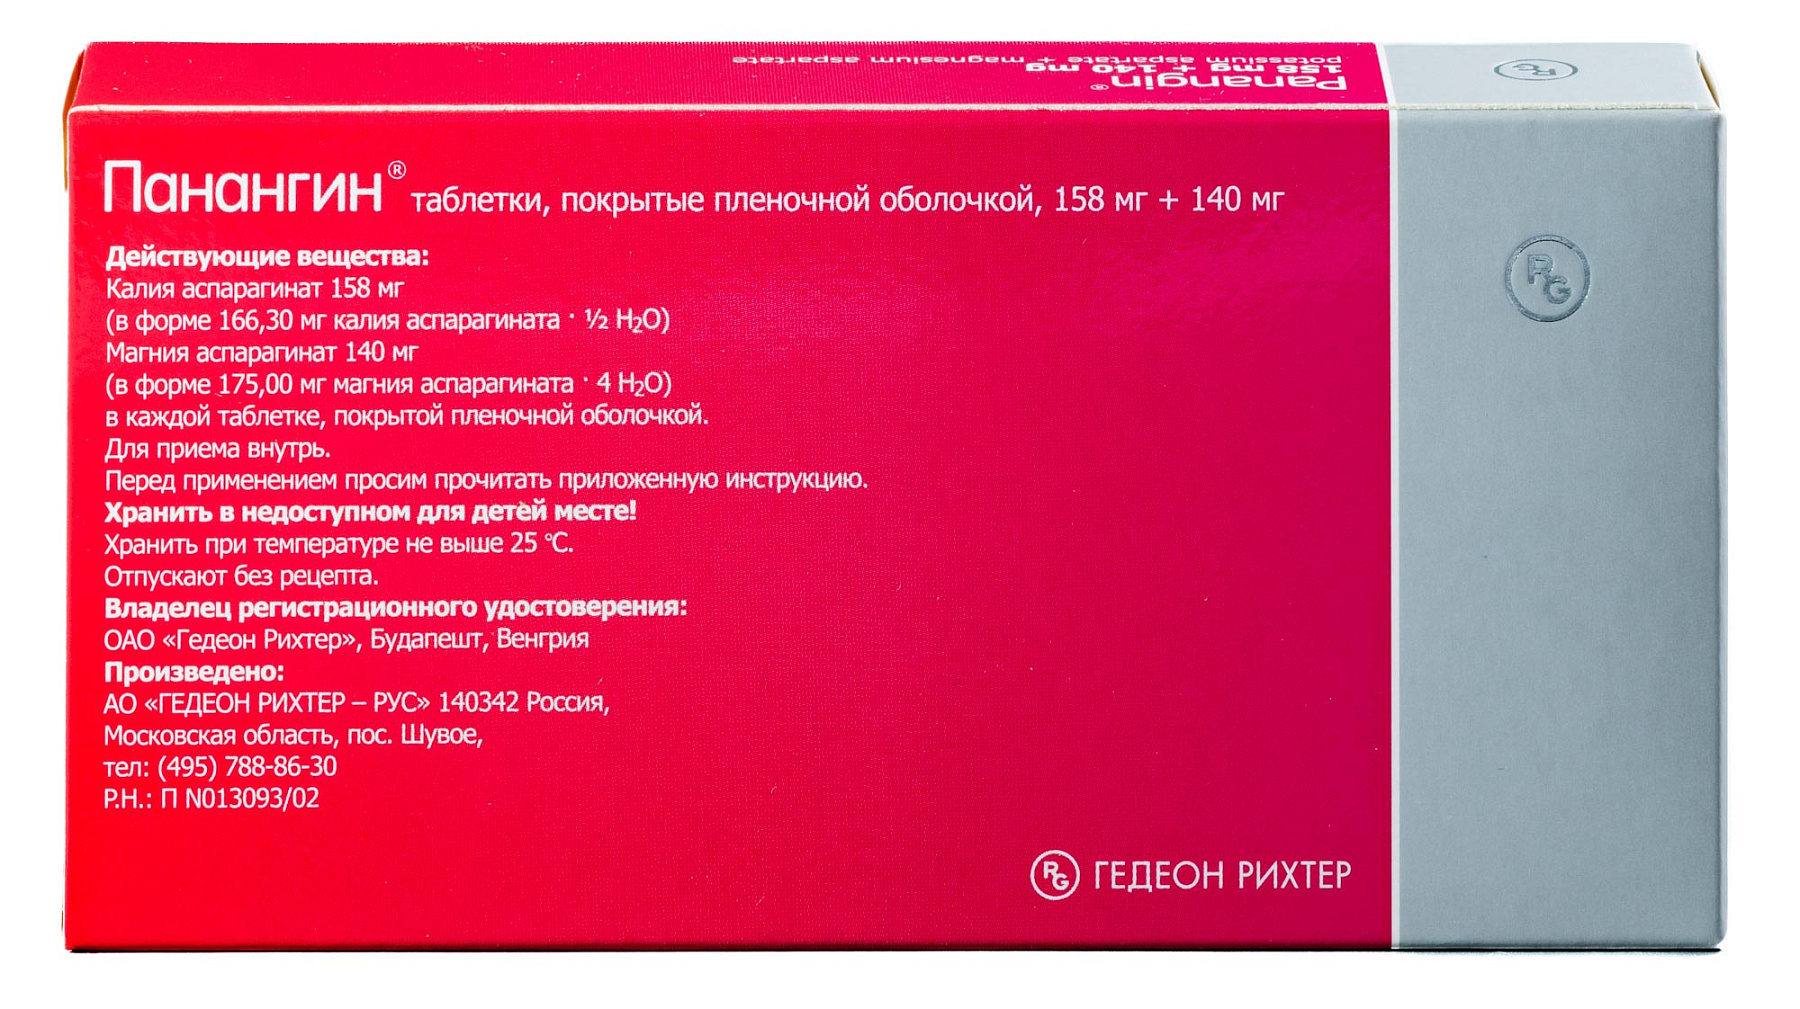 potassium aspartate + magnesium aspartate
158 mg + 140 mg
Panangin®
RG
Панангин® таблетки, покрытые пленочной оболочкой, 158 мг + 140 мг
Действующие вещества:
Калия аспарагинат 158 мг
(в форме 166,30 мг калия аспарагината · ½ H₂O)
Магния аспарагинат 140 мг
(в форме 175,00 мг магния аспарагината · 4 H₂O)
в каждой таблетке, покрытой пленочной оболочкой.
Для приема внутрь.
Перед применением просим прочитать приложенную инструкцию.
Хранить в недоступном для детей месте!
Хранить при температуре не выше 25 °C.
Отпускают без рецепта.
Владелец регистрационного удостоверения:
ОАО «Гедеон Рихтер», Будапешт, Венгрия
Произведено:
АО «ГЕДЕОН РИХТЕР – РУС» 140342 Россия,
Московская область, пос. Шувое,
тел: (495) 788-86-30
Р.Н.: П N013093/02
RG
RG ГЕДЕОН РИХТЕР